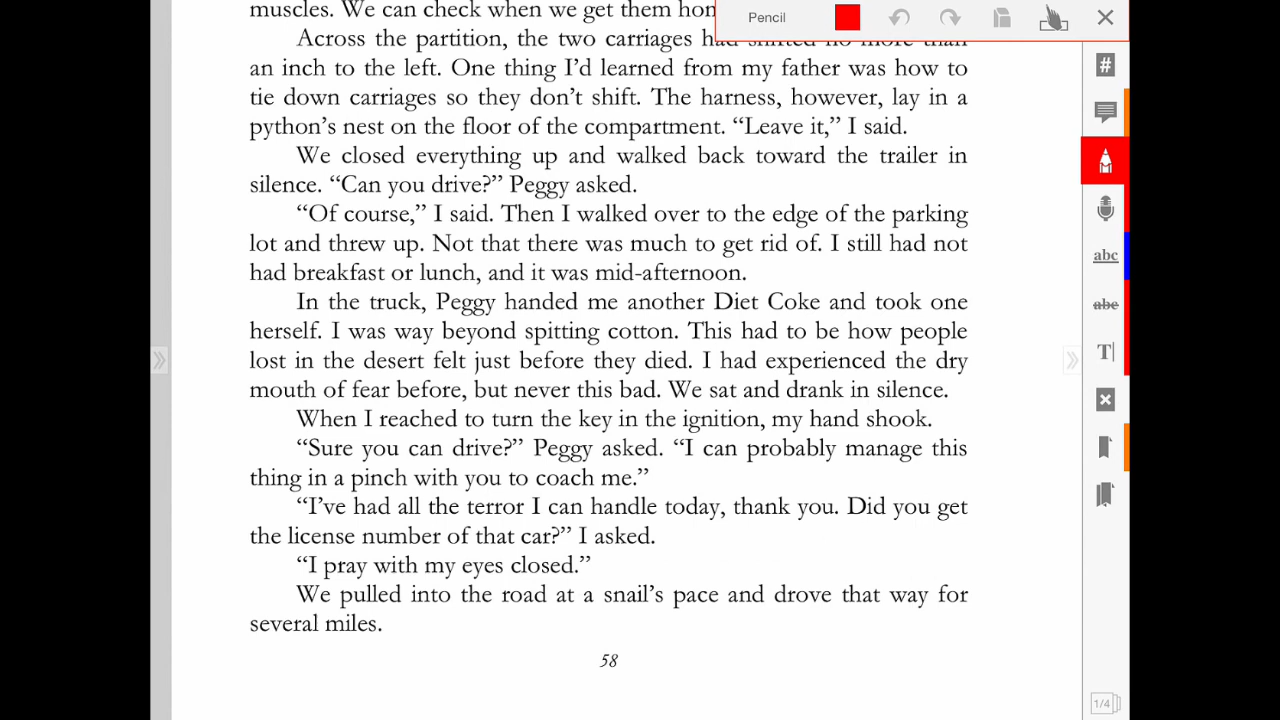 muscles. We can check when we get them hom
Pencil
Across the partition, the two carriages had shifted no more than
an inch to the left. One thing I’d learned from my father was how to
tie down carriages so they don’t shift. The harness, however, lay in a
python’s nest on the floor of the compartment. “Leave it,” I said.
We closed everything up and walked back toward the trailer in
silence. “Can you drive?” Peggy asked.
“Of course,” I said. Then I walked over to the edge of the parking
lot and threw up. Not that there was much to get rid of. I still had not
had breakfast or lunch, and it was mid-afternoon.
In the truck, Peggy handed me another Diet Coke and took one
herself. I was way beyond spitting cotton. This had to be how people
lost in the desert felt just before they died. I had experienced the dry
mouth of fear before, but never this bad. We sat and drank in silence.
When I reached to turn the key in the ignition, my hand shook.
“Sure you can drive?” Peggy asked. “I can probably manage this
thing in a pinch with you to coach me.”
“I’ve had all the terror I can handle today, thank you. Did you get
the license number of that car?” I asked.
“I pray with my eyes closed.”
We pulled into the road at a snail’s pace and drove that way for
several miles.
58
#
abc
abc
T
1/4